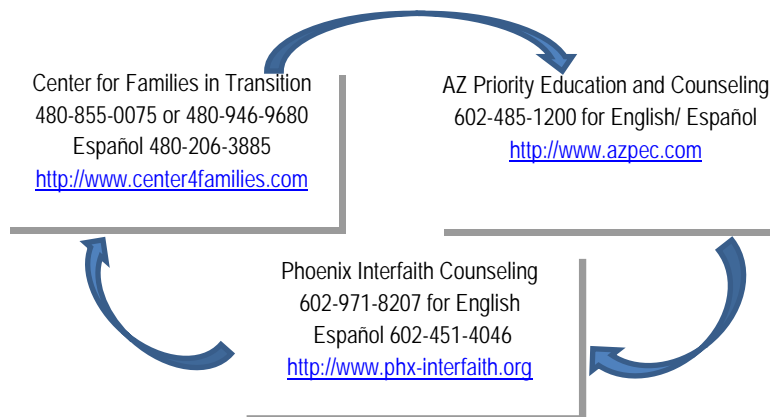 Center for Families in Transition
480-855-0075 or 480-946-9680
Español 480-206-3885
http://www.center4families.com
AZ Priority Education and Counseling
602-485-1200 for English/ Español
http://www.azpec.com
Phoenix Interfaith Counseling
602-971-8207 for English
Español 602-451-4046
http://www.phx-interfaith.org